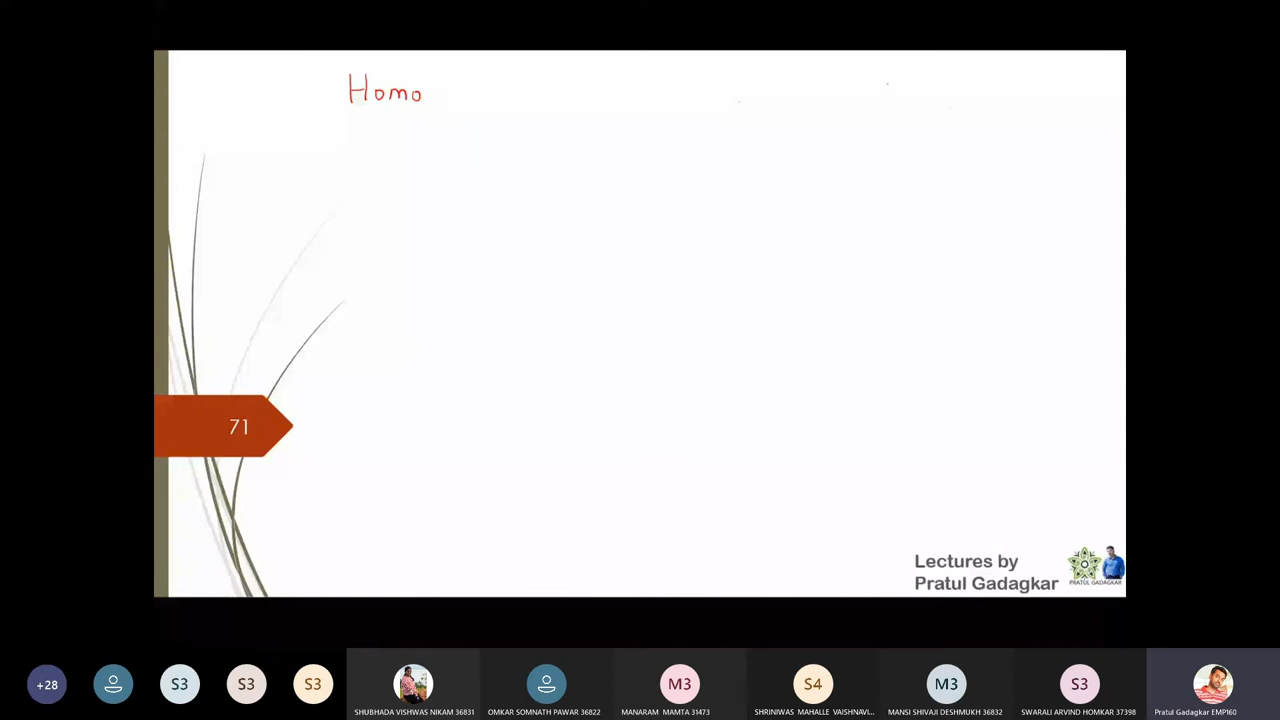 Homo
71
Lectures by
Pratul Gadagkar
PRATUL GADAGKAR
+28
S3
S3
S3
M3
S4
M3
S3
SHUBHADA VISHWAS NIKAM 36831
OMKAR SOMNATH PAWAR 36822
MANARAM MAMTA 31473
SHRINIWAS MAHALLE VAISHNAVI...
MANSI SHIVAJI DESHMUKH 36832
SWARALI ARVIND HOMKAR 37398
Pratul Gadagkar EMP160